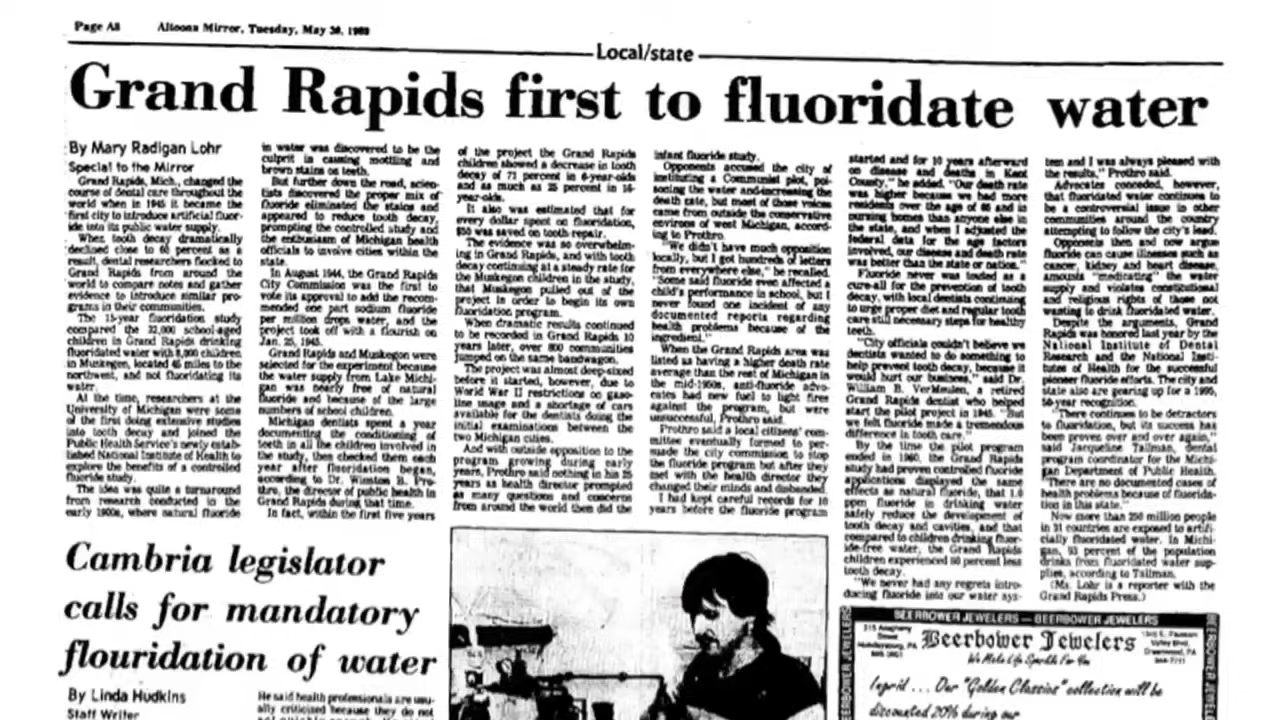 Page A8 Altoona Mirror, Tuesday, May 30, 1989
Local/state
Grand Rapids first to fluoridate water
By Mary Radigan Lohr
Special to the Mirror
Grand Rapids, Mich., changed the
course of dental care throughout the
world when in 1945 it became the
first city to introduce artificial fluor-
ide into its public water supply.
When tooth decay dramatically
declined close to 60 percent as a
result, dental researchers flocked to
Grand Rapids from around the
world to compare notes and gather
evidence to introduce similar pro-
grams in their communities.
The 15-year fluoridation study
compared the 32,000 school-aged
children in Grand Rapids drinking
fluoridated water with 8,000 children
in Muskegon, located 45 miles to the
northwest, and not fluoridating its
water.
At the time, researchers at the
University of Michigan were some
of the first doing extensive studies
into tooth decay and joined the
Public Health Service's newly estab-
lished National Institute of Health to
explore the benefits of a controlled
fluoride study.
The idea was quite a turnaround
from research conducted in the
early 1900s, where natural fluoride
in water was discovered to be the
culprit in causing mottling and
brown stains on teeth.
But further down the road, scien-
tists discovered the proper mix of
fluoride eliminated the stains and
appeared to reduce tooth decay,
prompting the controlled study and
the enthusiasm of Michigan health
officials to involve cities within the
state.
In August 1944, the Grand Rapids
City Commission was the first to
vote its approval to add the recom-
mended one part sodium fluoride
per million drops water, and the
project took off with a flourish on
Jan. 25, 1945.
Grand Rapids and Muskegon were
selected for the experiment because
the water supply from Lake Michi-
gan was nearly free of natural
fluoride and because of the large
numbers of school children.
Michigan dentists spent a year
documenting the conditioning of
teeth in all the children involved in
the study, then checked them each
year after fluoridation began,
according to Dr. Winston B. Pro-
thro, the director of public health in
Grand Rapids during that time.
In fact, within the first five years
of the project the Grand Rapids
children showed a decrease in tooth
decay of 71 percent in 6-year-olds
and as much as 25 percent in 16-
year-olds.
It also was estimated that for
every dollar spent on fluoridation,
$50 was saved on tooth repair.
The evidence was so overwhelm-
ing in Grand Rapids, and with tooth
decay continuing at a steady rate for
the Muskegon children in the study,
that Muskegon pulled out of the
project in order to begin its own
fluoridation program.
When dramatic results continued
to be recorded in Grand Rapids 10
years later, over 800 communities
jumped on the same bandwagon.
The project was almost deep-sixed
before it started, however, due to
World War II restrictions on gaso-
line usage and a shortage of cars
available for the dentists doing the
initial examinations between the
two Michigan cities.
And with outside opposition to the
program growing during early
years, Prothro said nothing in his 25
years as health director prompted
as many questions and concerns
from around the world then did the
infant fluoride study.
Opponents accused the city of
instituting a Communist plot, poi-
soning the water and increasing the
death rate, but most of those voices
came from outside the conservative
environs of west Michigan, accord-
ing to Prothro.
"We didn't have much opposition
locally, but I got hundreds of letters
from everywhere else," he recalled.
"Some said fluoride even affected a
child's performance in school, but I
never found one incident of any
documented reports regarding
health problems because of the
ingredient."
When the Grand Rapids area was
listed as having a higher death rate
average than the rest of Michigan in
the mid-1950s, anti-fluoride advo-
cates had new fuel to light fires
against the program, but were
unsuccessful, Prothro said.
Prothro said a local citizens' com-
mittee eventually formed to per-
suade the city commission to stop
the fluoride program but after they
met with the health director they
changed their minds and disbanded.
I had kept careful records for 10
years before the fluoride program
started and for 10 years afterward
on disease and deaths in Kent
County," he added. "Our death rate
was higher because we had more
residents over the age of 65 and in
nursing homes than anyone else in
the state, and when I adjusted the
federal data for the age factors
involved, our disease and death rate
was better than the state or nation."
Fluoride never was touted as a
cure-all for the prevention of tooth
decay, with local dentists continuing
to urge proper diet and regular tooth
care still necessary steps for healthy
teeth.
"City officials couldn't believe we
dentists wanted to do something to
help prevent tooth decay, because it
would hurt our business," said Dr.
William B. VerMeulen, a retired
Grand Rapids dentist who helped
start the pilot project in 1945. "But
we felt fluoride made a tremendous
difference in tooth care."
By the time the pilot program
ended in 1960, the Grand Rapids
study had proven controlled fluoride
applications displayed the same
effects as natural fluoride, that 1.0
ppm fluoride in drinking water
safely reduce the development of
tooth decay and cavities, and that
compared to children drinking fluor-
ide-free water, the Grand Rapids
children experienced 60 percent less
tooth decay.
"We never had any regrets intro-
ducing fluoride into our water sys-
tem and I was always pleased with
the results," Prothro said.
Advocates conceded, however,
that fluoridated water continues to
be a controversial issue in other
communities around the country
attempting to follow the city's lead.
Opponents then and now argue
fluoride can cause illnesses such as
cancer, kidney and heart disease,
amounts "medicating" the water
supply and violates constitutional
and religious rights of those not
wanting to drink fluoridated water.
Despite the arguments, Grand
Rapids was honored last year by the
National Institute of Dental
Research and the National Insti-
tutes of Health for the successful
pioneer fluoride efforts. The city and
state also are gearing up for a 1995,
50-year recognition.
"There continues to be detractors
to fluoridation, but its success has
been proven over and over again,"
said Jacqueline Tallman, dental
program coordinator for the Michi-
gan Department of Public Health.
"There are no documented cases of
health problems because of fluorida-
tion in this state."
Now more than 250 million people
in 31 countries are exposed to artifi-
cially fluoridated water. In Michi-
gan, 93 percent of the population
drinks from fluoridated water sup-
plies, according to Tallman.
(Ms. Lohr is a reporter with the
Grand Rapids Press.)
Cambria legislator
calls for mandatory
flouridation of water
By Linda Hudkins
Staff Writer
He said health professionals are usu-
ally criticized because they do not
BEERBOWER JEWELERS — BEERBOWER JEWELERS
Beerbower Jewelers
We Make Life Sparkle For You
Ingrid ... Our "Golden Classics" collection will be
discounted 20% during our